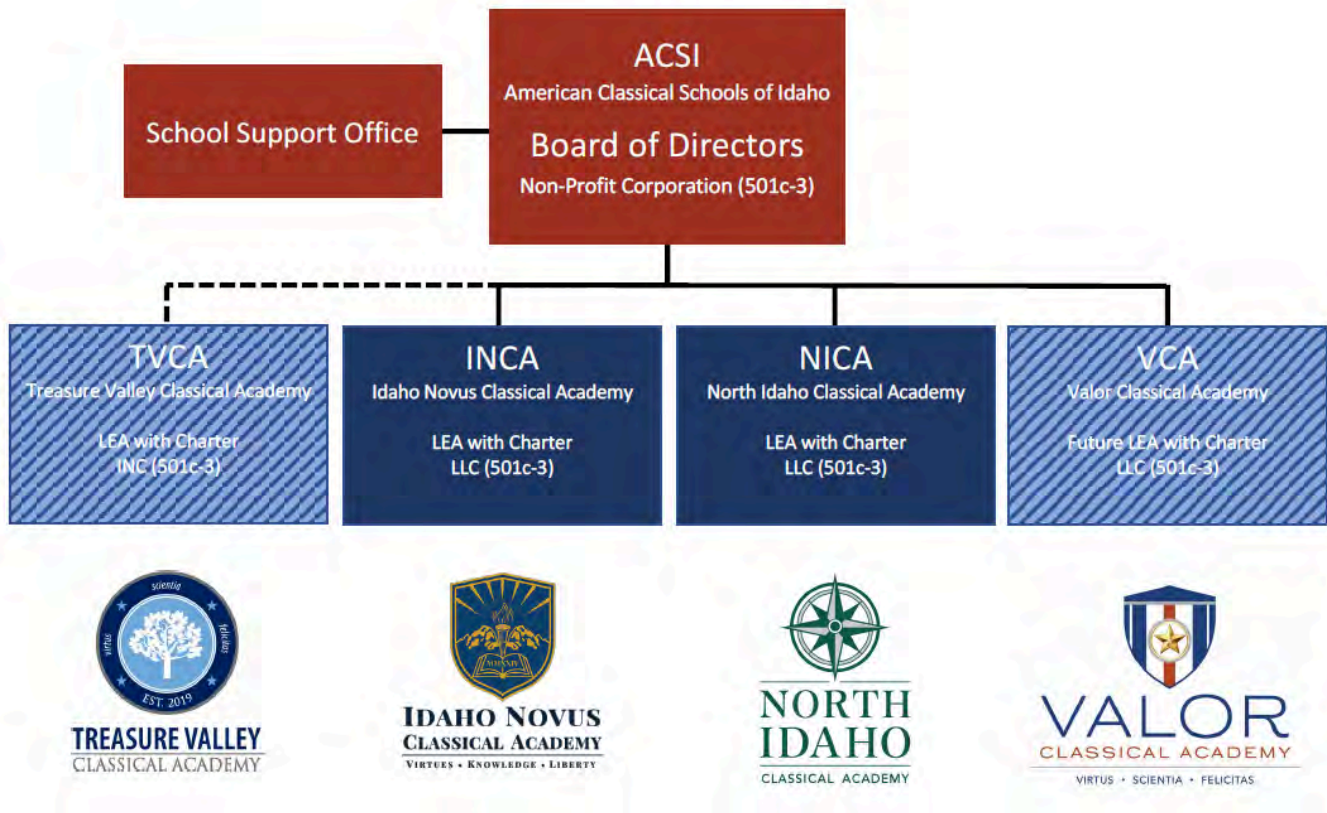 ACSI
American Classical Schools of Idaho
Board of Directors
Non-Profit Corporation (501c-3)
School Support Office
TVCA
Treasure Valley Classical Academy
LEA with Charter
INC (501c-3)
INCA
Idaho Novus Classical Academy
LEA with Charter
LLC (501c-3)
NICA
North Idaho Classical Academy
LEA with Charter
LLC (501c-3)
VCA
Valor Classical Academy
Future LEA with Charter
LLC (501c-3)
virtus
scientia
felicitas
EST. 2019
TREASURE VALLEY
CLASSICAL ACADEMY
IDAHO NOVUS
CLASSICAL ACADEMY
VIRTUES • KNOWLEDGE • LIBERTY
NORTH
IDAHO
CLASSICAL ACADEMY
VALOR
CLASSICAL ACADEMY
VIRTUS • SCIENTIA • FELICITAS